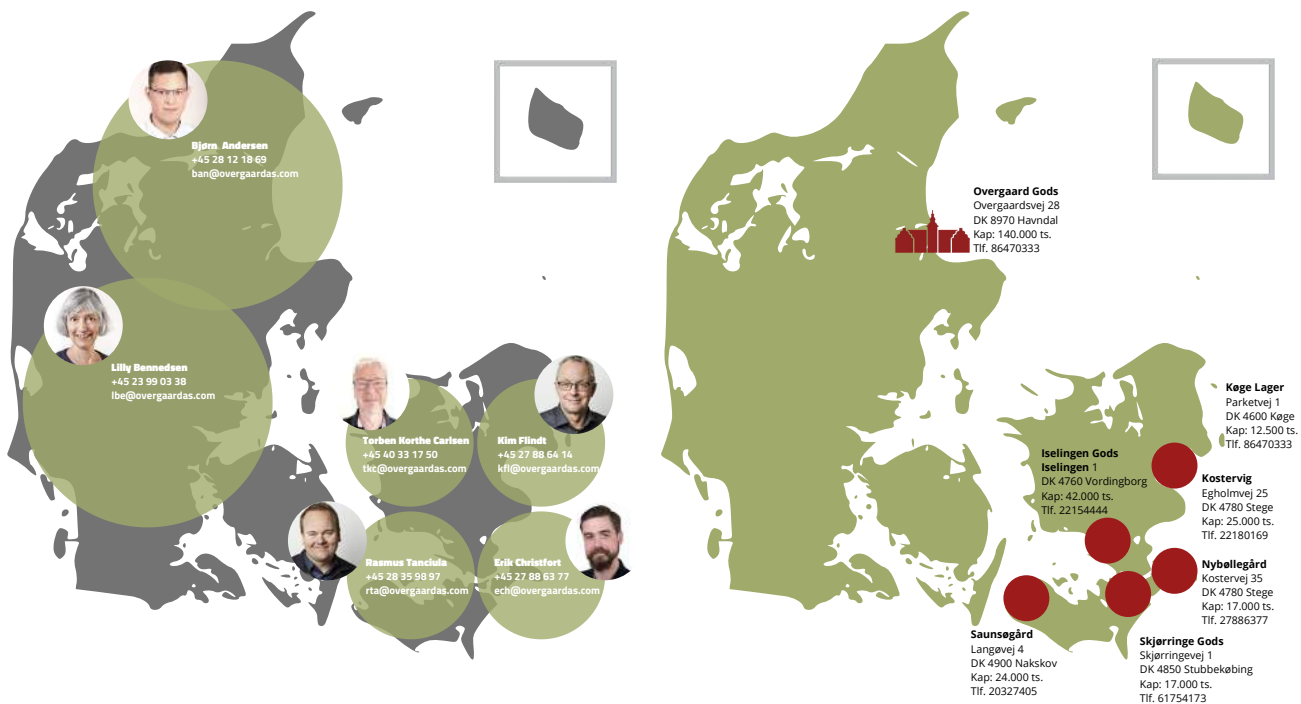 Bjørn Andersen
+45 28 12 18 69
ban@overgaardas.com
Lilly Bennedsen
+45 23 99 03 38
lbe@overgaardas.com
Torben Korthe Carlsen
+45 40 33 17 50
tkc@overgaardas.com
Kim Flindt
+45 27 88 64 14
kfl@overgaardas.com
Rasmus Tanciula
+45 28 35 98 97
rta@overgaardas.com
Erik Christfort
+45 27 88 63 77
ech@overgaardas.com
Overgaard Gods
Overgaardsvej 28
DK 8970 Havndal
Kap: 140.000 ts.
Tlf. 86470333
Køge Lager
Parketvej 1
DK 4600 Køge
Kap: 12.500 ts.
Tlf. 86470333
Iselingen Gods
Iselingen 1
DK 4760 Vordingborg
Kap: 42.000 ts.
Tlf. 22154444
Kostervig
Egholmvej 25
DK 4780 Stege
Kap: 25.000 ts.
Tlf. 22180169
Nybøllegård
Kostervej 35
DK 4780 Stege
Kap: 17.000 ts.
Tlf. 27886377
Saunsøgård
Langøvej 4
DK 4900 Nakskov
Kap: 24.000 ts.
Tlf. 20327405
Skjørringe Gods
Skjørringevej 1
DK 4850 Stubbekøbing
Kap: 17.000 ts.
Tlf. 61754173